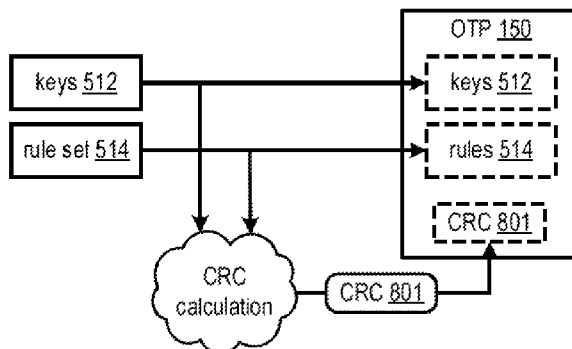 OTP 150
keys 512
keys 512
rule set 514
rules 514
CRC 801
CRC
calculation
CRC 801